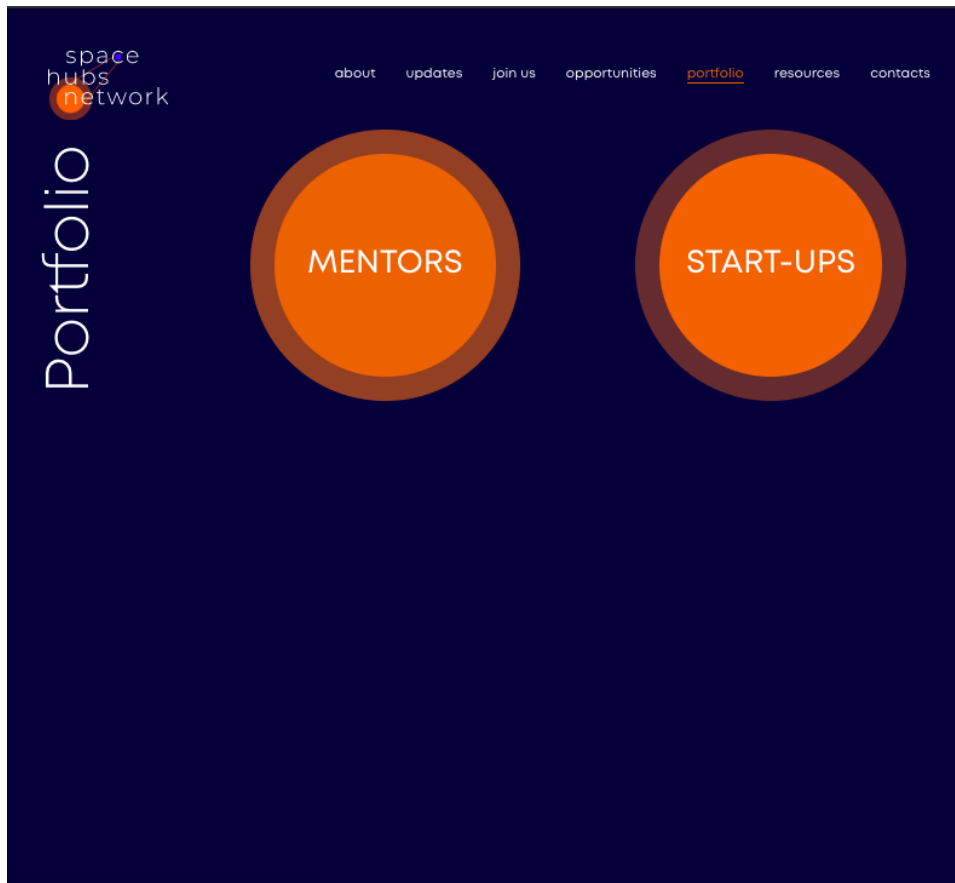 space
hubs
network
about updates join us opportunities portfolio resources contacts
Portfolio
MENTORS
START-UPS